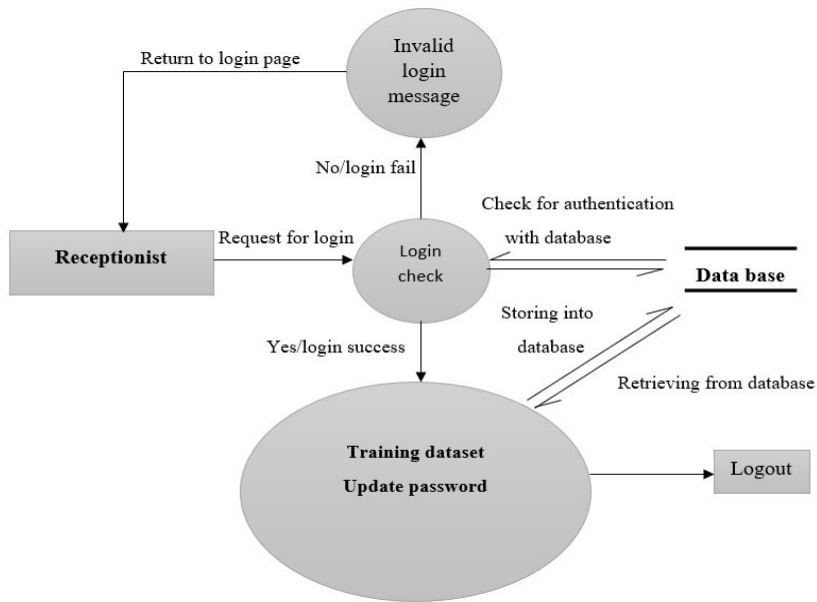 Invalid
login
message
Return to login page
No/login fail
Check for authentication
with database
Request for login
Receptionist
Login
check
Data base
Storing into
database
Yes/login success
Retrieving from database
Training dataset
Update password
Logout